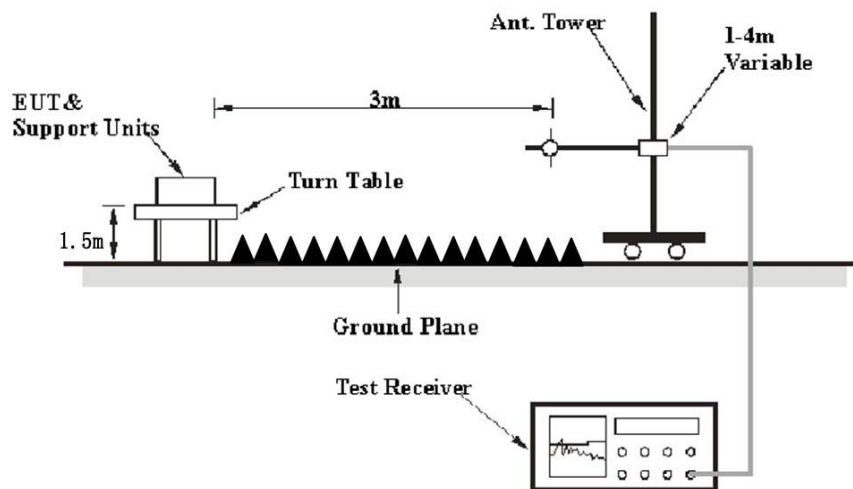 Ant. Tower
1-4m
Variable
3m
EUT&
Support Units
Turn Table
1.5m
Ground Plane
Test Receiver